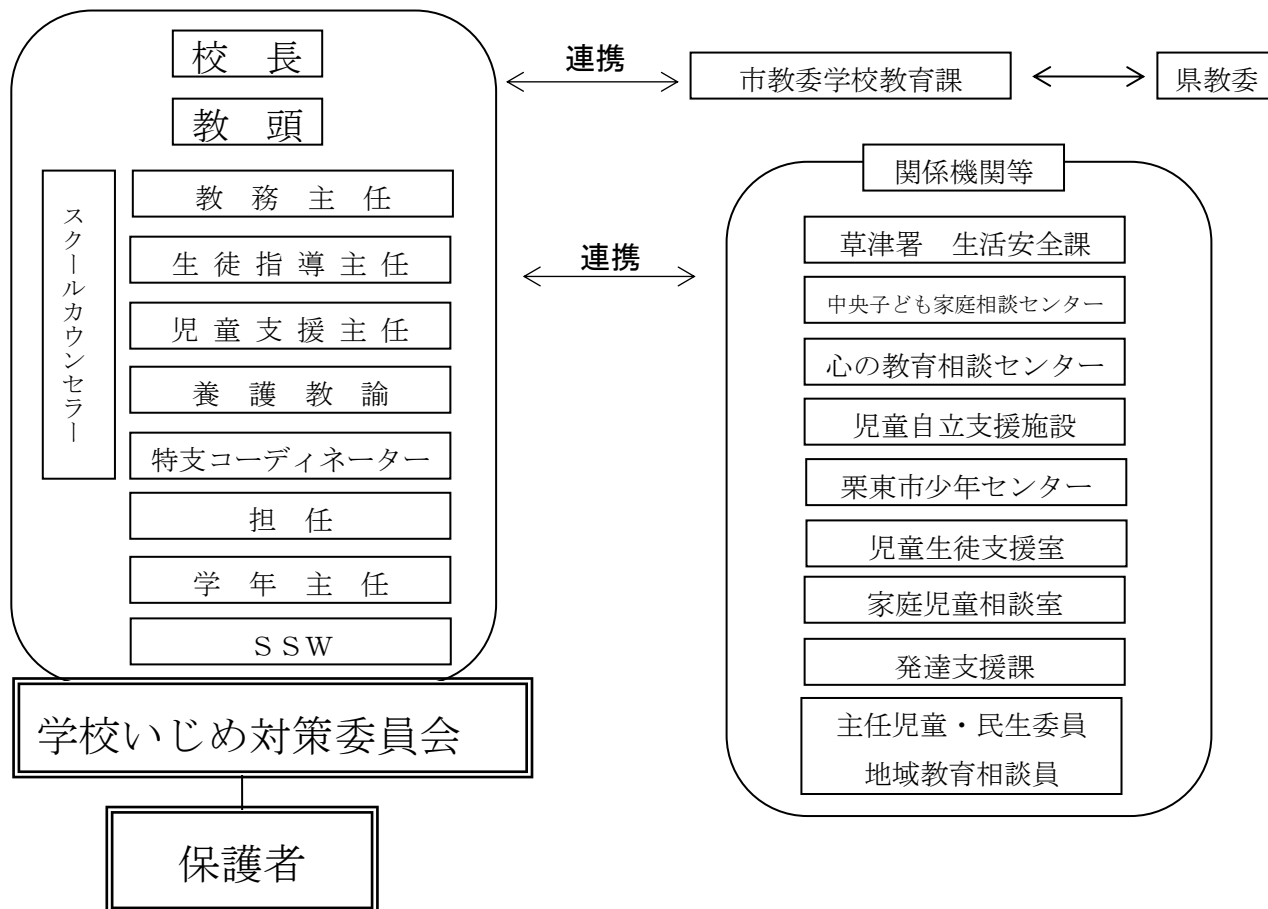 校　長
教　頭
スクールカウンセラー
教　務　主　任
生 徒 指 導 主 任
児 童 支 援 主 任
養　護　教　諭
特支コーディネーター
担　任
学　年　主　任
ＳＳＷ
学校いじめ対策委員会
保護者
連携
市教委学校教育課
県教委
連携
関係機関等
草津署　生活安全課
中央子ども家庭相談センター
心の教育相談センター
児童自立支援施設
栗東市少年センター
児童生徒支援室
家庭児童相談室
発達支援課
主任児童・民生委員
地域教育相談員